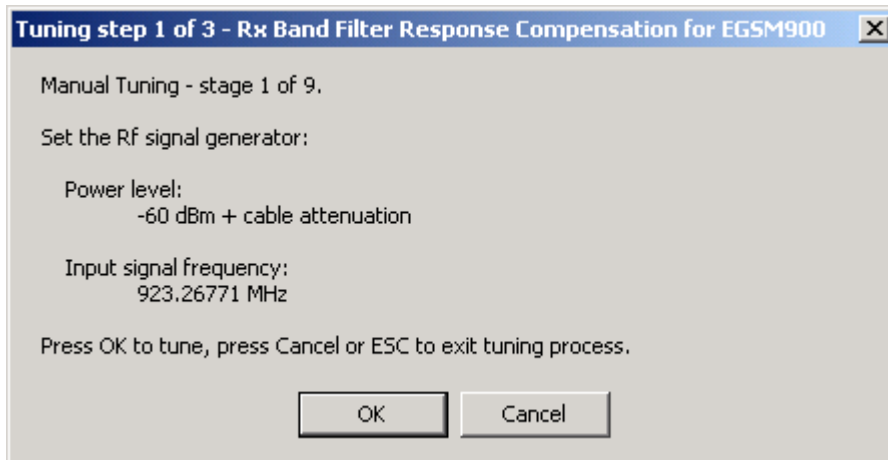 Tuning step 1 of 3 - Rx Band Filter Response Compensation for EGSM900
Manual Tuning - stage 1 of 9.
Set the Rf signal generator:
Power level:
-60 dBm + cable attenuation
Input signal frequency:
923.26771 MHz
Press OK to tune, press Cancel or ESC to exit tuning process.
OK
Cancel